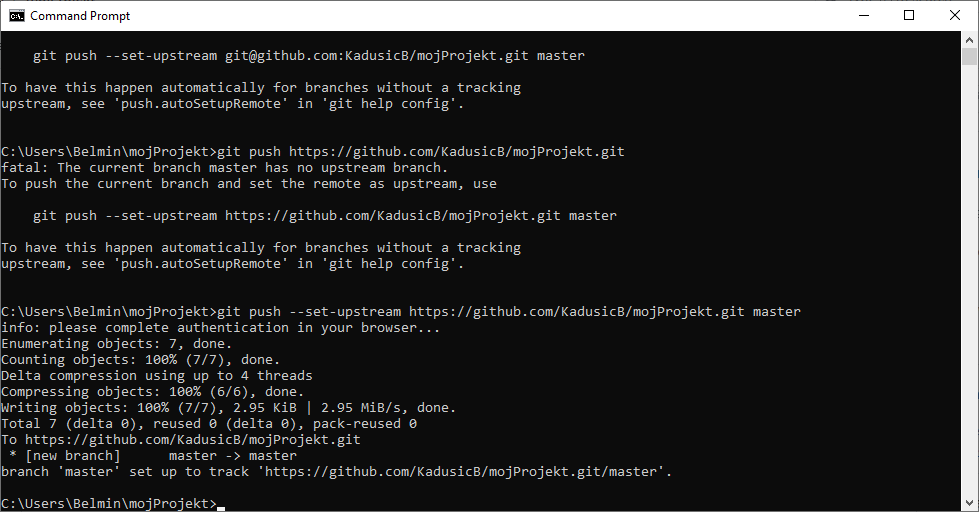 Command Prompt
git push --set-upstream git@github.com:KadusicB/mojProjekt.git master
To have this happen automatically for branches without a tracking
upstream, see 'push.autoSetupRemote' in 'git help config'.
C:\Users\Belmin\mojProjekt>git push https://github.com/KadusicB/mojProjekt.git
fatal: The current branch master has no upstream branch.
To push the current branch and set the remote as upstream, use
git push --set-upstream https://github.com/KadusicB/mojProjekt.git master
To have this happen automatically for branches without a tracking
upstream, see 'push.autoSetupRemote' in 'git help config'.
C:\Users\Belmin\mojProjekt>git push --set-upstream https://github.com/KadusicB/mojProjekt.git master
info: please complete authentication in your browser...
Enumerating objects: 7, done.
Counting objects: 100% (7/7), done.
Delta compression using up to 4 threads
Compressing objects: 100% (6/6), done.
Writing objects: 100% (7/7), 2.95 KiB | 2.95 MiB/s, done.
Total 7 (delta 0), reused 0 (delta 0), pack-reused 0
To https://github.com/KadusicB/mojProjekt.git
 * [new branch]      master -> master
branch 'master' set up to track 'https://github.com/KadusicB/mojProjekt.git/master'.
C:\Users\Belmin\mojProjekt>